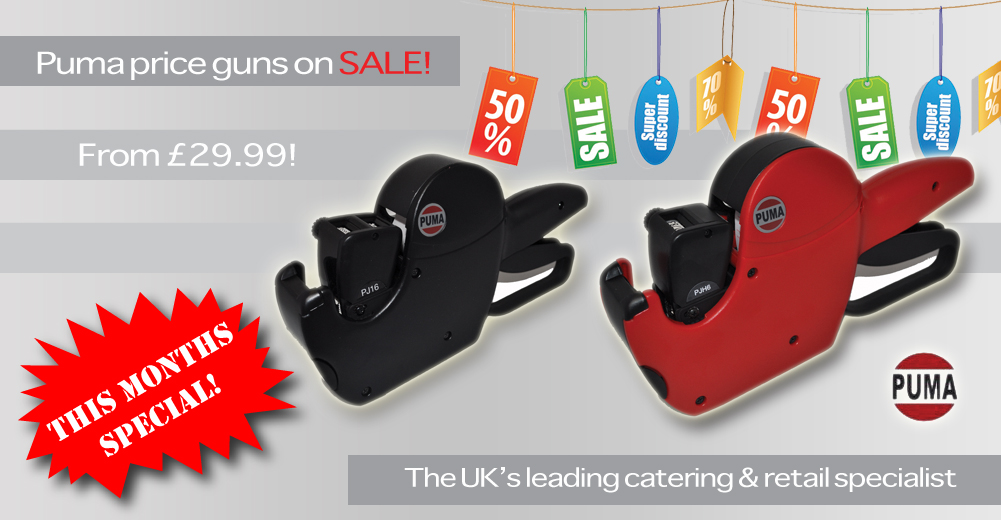 Puma price guns on SALE!
From £29.99!
50
%
SALE
Super
discount
70
%
50
%
SALE
Super
discount
70
%
PUMA
PJ16
PUMA
PJH6
THIS MONTHS
SPECIAL!
PUMA
The UK's leading catering & retail specialist